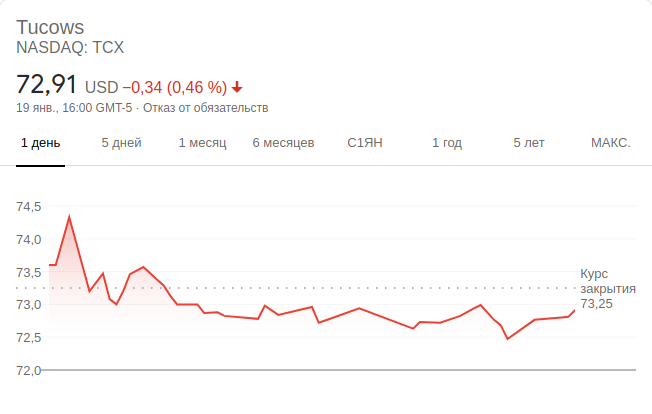 Tucows
NASDAQ: TCX
72,91 USD −0,34 (0,46 %)
19 янв., 16:00 GMT-5 · Отказ от обязательств
1 день 5 дней 1 месяц 6 месяцев С1ЯН 1 год 5 лет МАКС.
74,5
74,0
73,5
73,0
72,5
72,0
Курс
закрытия
73,25